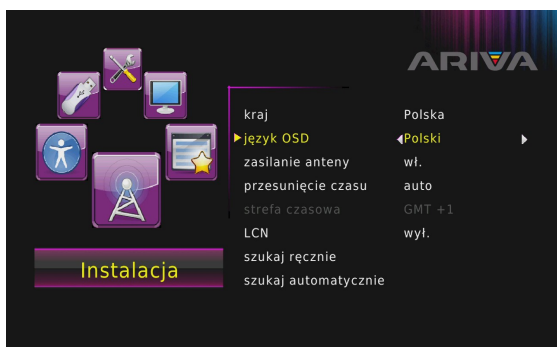 ARIVA
kraj Polska
język OSD Polski
zasilanie anteny wł.
przesunięcie czasu auto
strefa czasowa GMT +1
LCN wył.
szukaj ręcznie
szukaj automatycznie
Instalacja